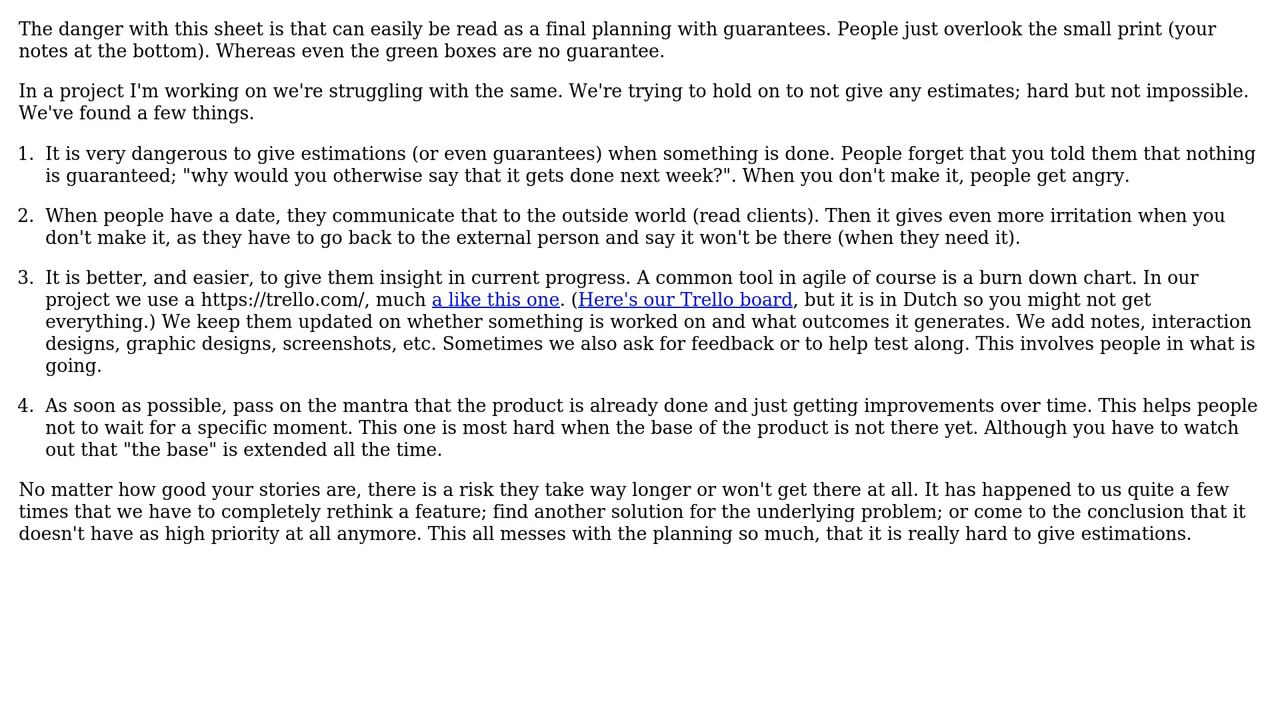 The danger with this sheet is that can easily be read as a final planning with guarantees. People just overlook the small print (your
notes at the bottom). Whereas even the green boxes are no guarantee.
In a project I'm working on we're struggling with the same. We're trying to hold on to not give any estimates; hard but not impossible.
We've found a few things.
1. It is very dangerous to give estimations (or even guarantees) when something is done. People forget that you told them that nothing
is guaranteed; "why would you otherwise say that it gets done next week?". When you don't make it, people get angry.
2. When people have a date, they communicate that to the outside world (read clients). Then it gives even more irritation when you
don't make it, as they have to go back to the external person and say it won't be there (when they need it).
3. It is better, and easier, to give them insight in current progress. A common tool in agile of course is a burn down chart. In our
project we use a https://trello.com/, much a like this one. (Here's our Trello board, but it is in Dutch so you might not get
everything.) We keep them updated on whether something is worked on and what outcomes it generates. We add notes, interaction
designs, graphic designs, screenshots, etc. Sometimes we also ask for feedback or to help test along. This involves people in what is
going.
4. As soon as possible, pass on the mantra that the product is already done and just getting improvements over time. This helps people
not to wait for a specific moment. This one is most hard when the base of the product is not there yet. Although you have to watch
out that "the base" is extended all the time.
No matter how good your stories are, there is a risk they take way longer or won't get there at all. It has happened to us quite a few
times that we have to completely rethink a feature; find another solution for the underlying problem; or come to the conclusion that it
doesn't have as high priority at all anymore. This all messes with the planning so much, that it is really hard to give estimations.